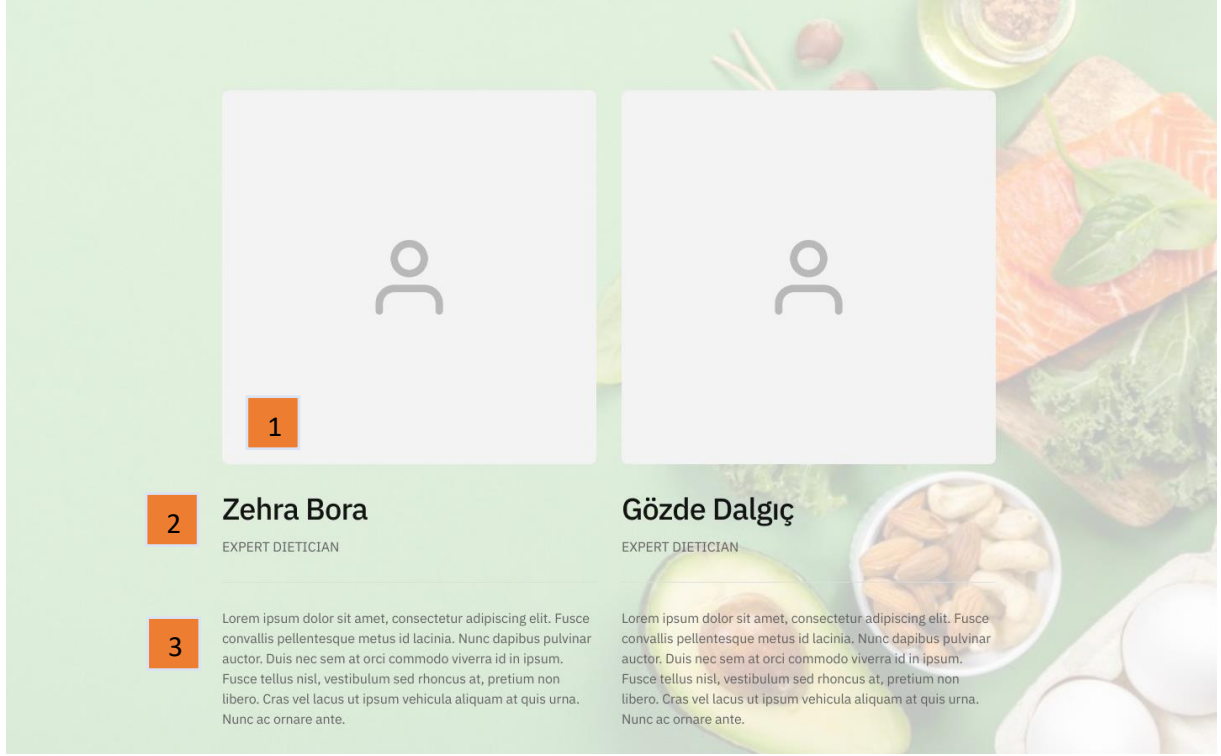 1
2
Zehra Bora
EXPERT DIETICIAN
3
Lorem ipsum dolor sit amet, consectetur adipiscing elit. Fusce
convallis pellentesque metus id lacinia. Nunc dapibus pulvinar
auctor. Duis nec sem at orci commodo viverra id in ipsum.
Fusce tellus nisl, vestibulum sed rhoncus at, pretium non
libero. Cras vel lacus ut ipsum vehicula aliquam at quis urna.
Nunc ac ornare ante.
Gözde Dalgıç
EXPERT DIETICIAN
Lorem ipsum dolor sit amet, consectetur adipiscing elit. Fusce
convallis pellentesque metus id lacinia. Nunc dapibus pulvinar
auctor. Duis nec sem at orci commodo viverra id in ipsum.
Fusce tellus nisl, vestibulum sed rhoncus at, pretium non
libero. Cras vel lacus ut ipsum vehicula aliquam at quis urna.
Nunc ac ornare ante.